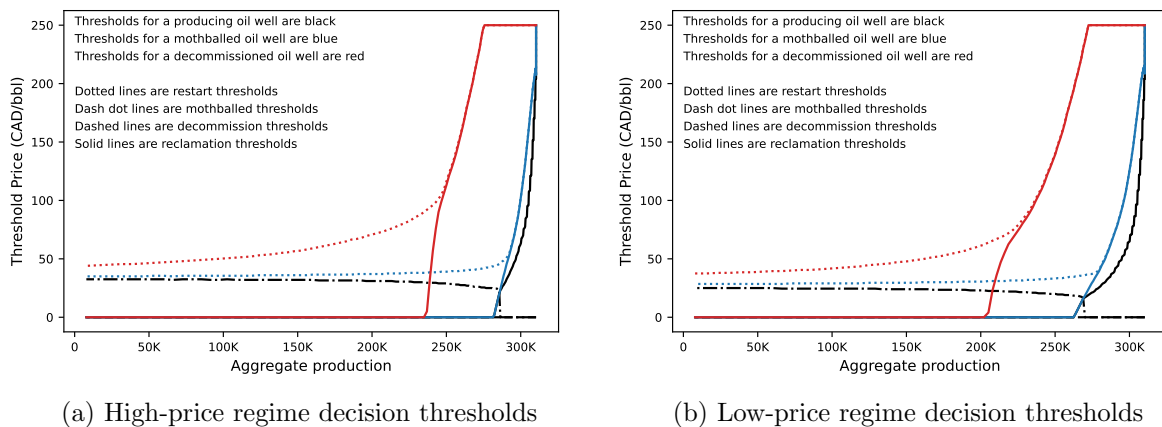 Thresholds for a producing oil well are black
Thresholds for a mothballed oil well are blue
Thresholds for a decommissioned oil well are red
Dotted lines are restart thresholds
Dash dot lines are mothballed thresholds
Dashed lines are decommission thresholds
Solid lines are reclamation thresholds
Threshold Price (CAD/bbl)
250
200
150
100
50
0
0 50K 100K 150K 200K 250K 300K
Aggregate production
(a) High-price regime decision thresholds
Thresholds for a producing oil well are black
Thresholds for a mothballed oil well are blue
Thresholds for a decommissioned oil well are red
Dotted lines are restart thresholds
Dash dot lines are mothballed thresholds
Dashed lines are decommission thresholds
Solid lines are reclamation thresholds
Threshold Price (CAD/bbl)
250
200
150
100
50
0
0 50K 100K 150K 200K 250K 300K
Aggregate production
(b) Low-price regime decision thresholds